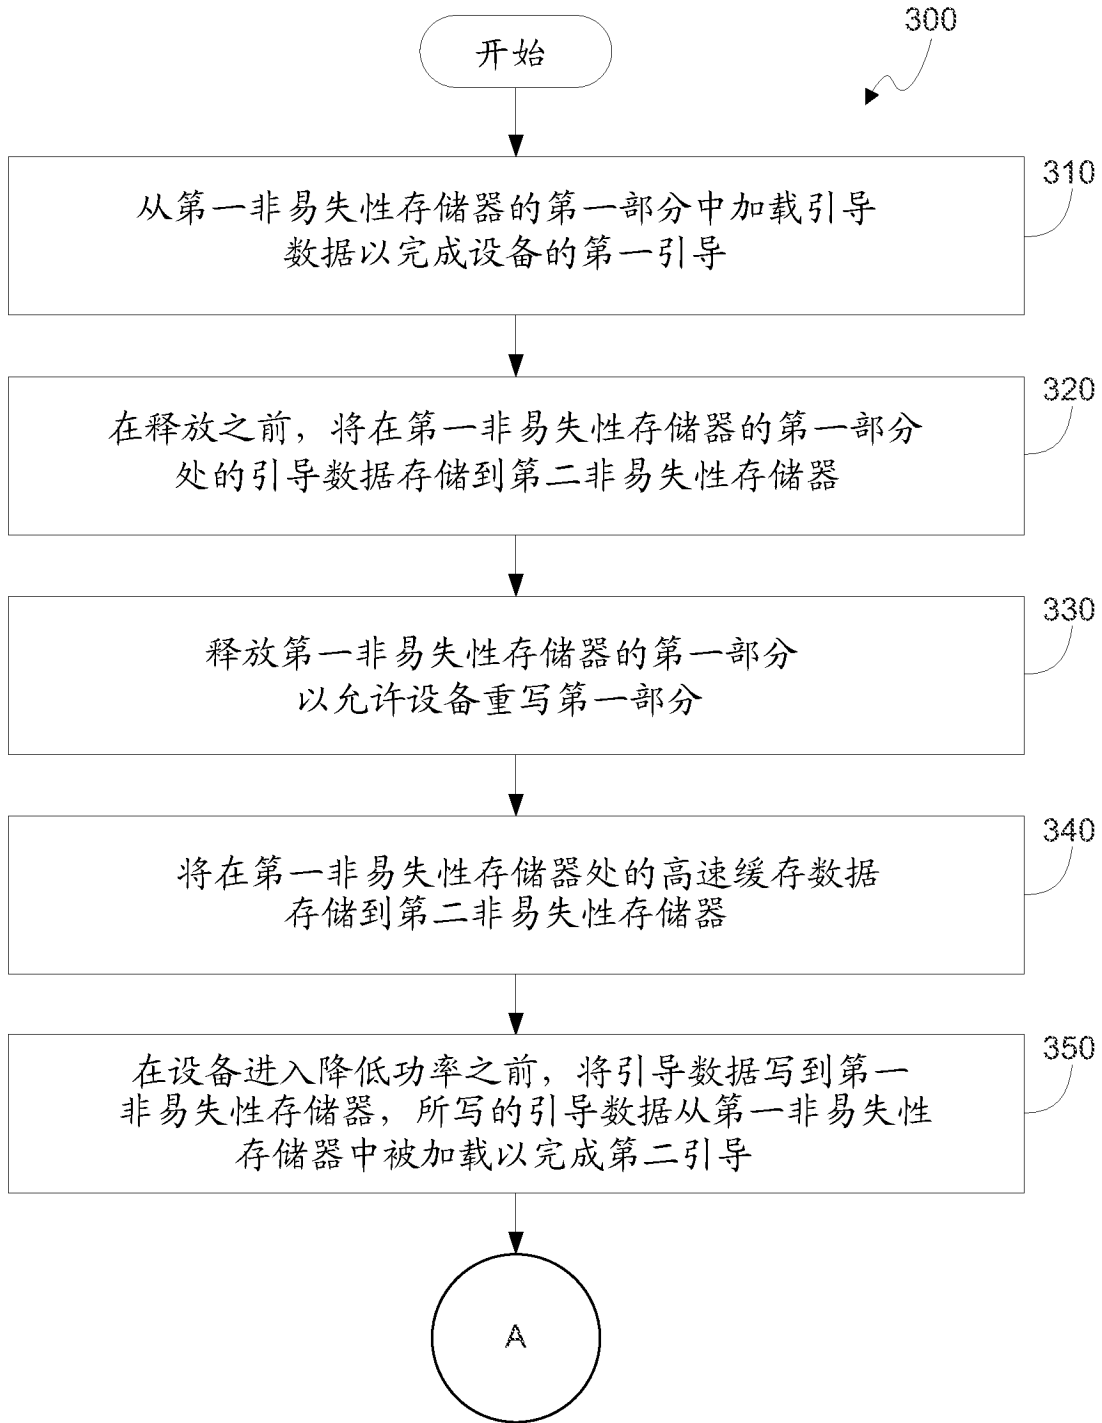 300
开始
310
从第一非易失性存储器的第一部分中加载引导
数据以完成设备的第一引导
320
在释放之前，将在第一非易失性存储器的第一部分
处的引导数据存储到第二非易失性存储器
330
释放第一非易失性存储器的第一部分
以允许设备重写第一部分
340
将在第一非易失性存储器处的高速缓存数据
存储到第二非易失性存储器
350
在设备进入降低功率之前，将引导数据写到第一
非易失性存储器，所写的引导数据从第一非易失性
存储器中被加载以完成第二引导
A